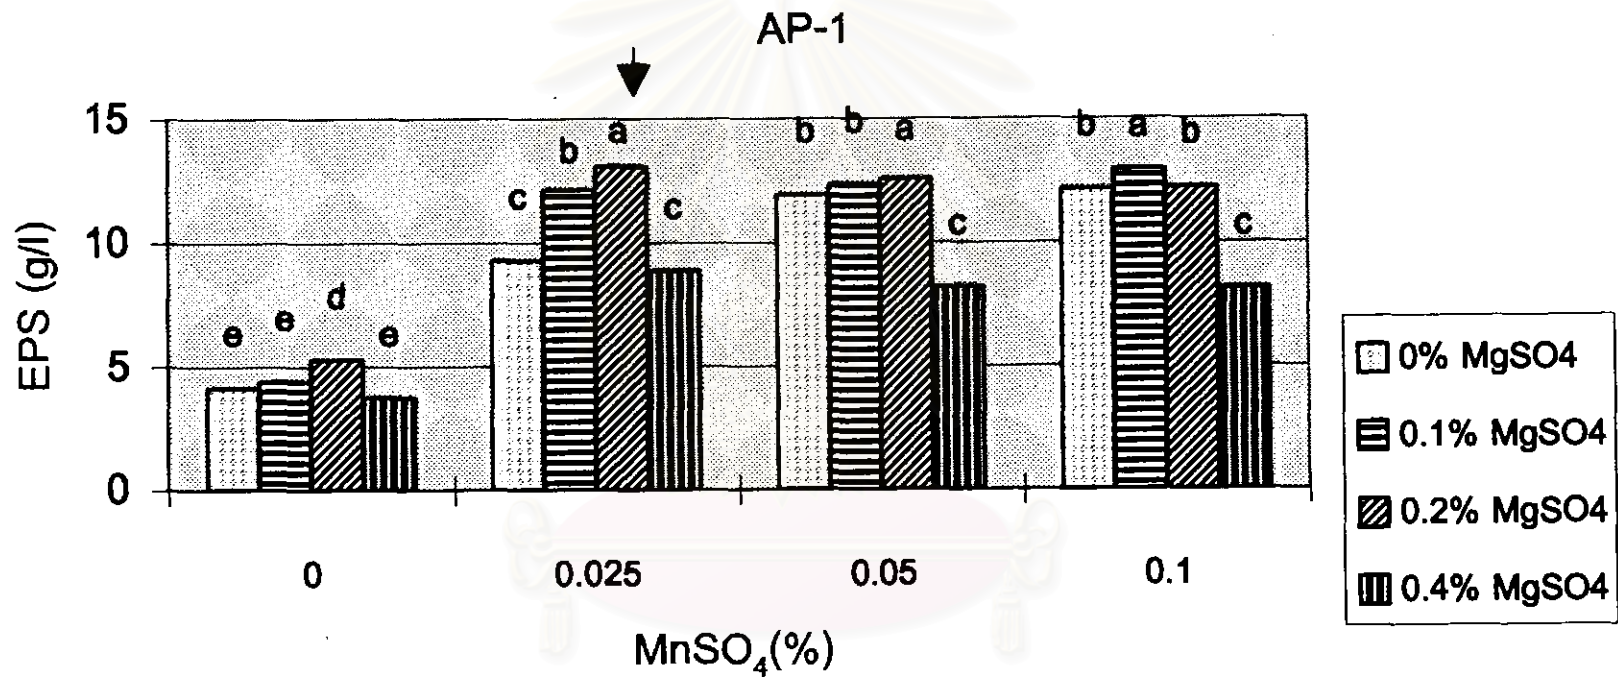 AP-1
15
10
5
0
EPS (g/l)
e e d e
c b a c
b b a c
b a b c
0 0.025 0.05 0.1
MnSO₄(%)
0% MgSO4
0.1% MgSO4
0.2% MgSO4
0.4% MgSO4